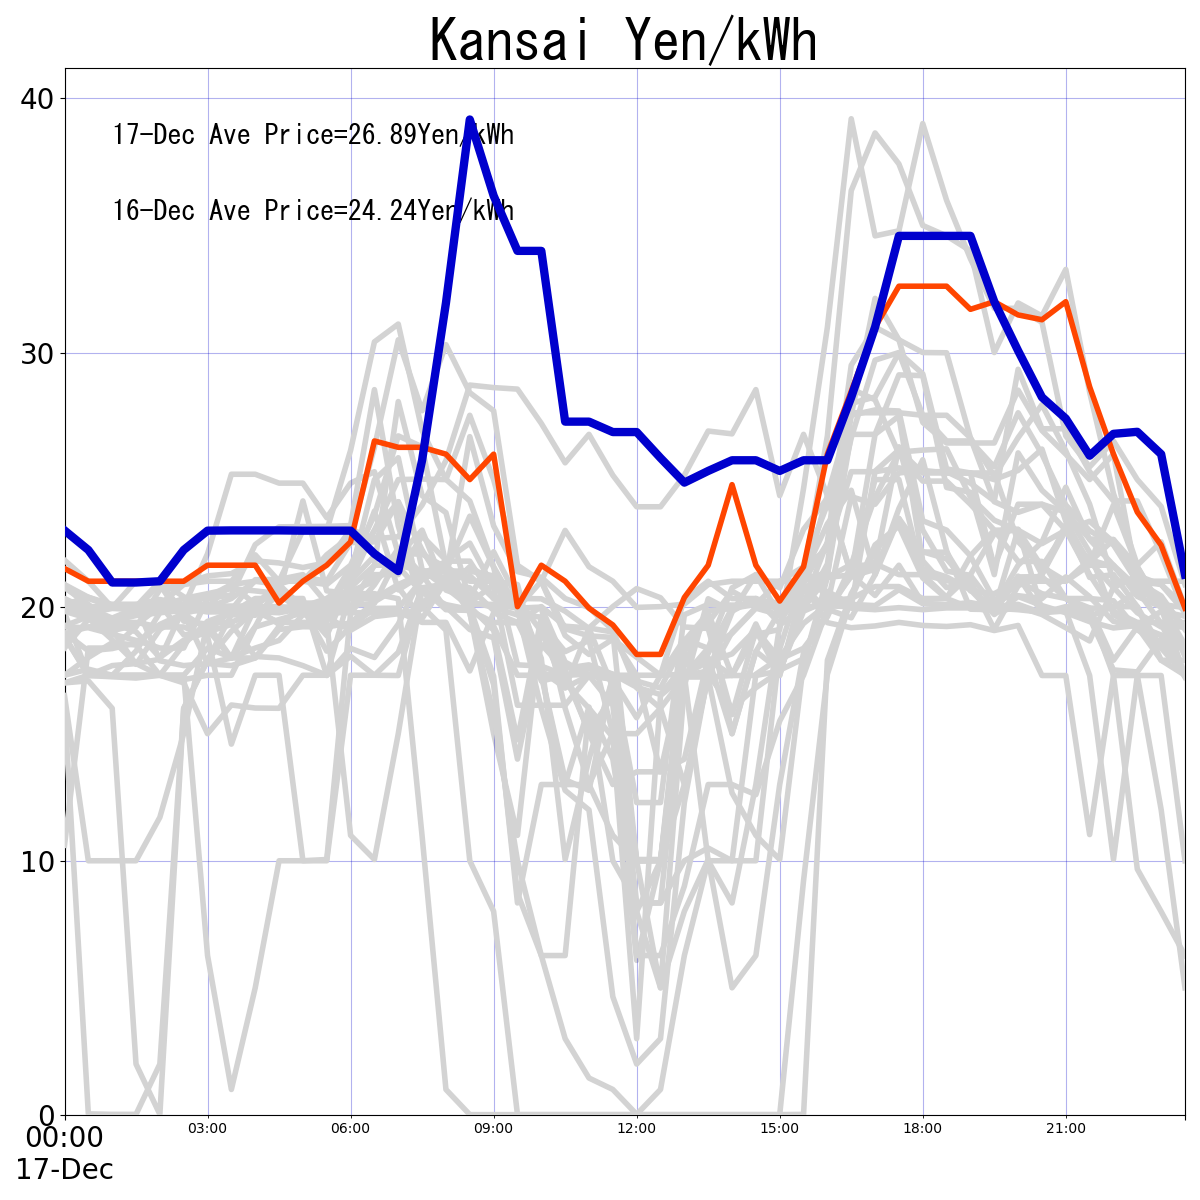 Kansai Yen/kWh
40
17-Dec Ave Price=26.89Yen/kWh
16-Dec Ave Price=24.24Yen/kWh
30
20
10
0
00:00 03:00 06:00 09:00 12:00 15:00 18:00 21:00
17-Dec